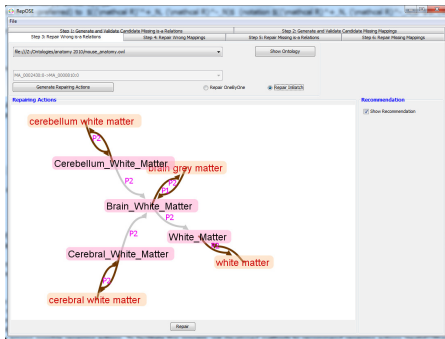 RepOSE
File
Step 1: Generate and Validate Candidate Missing is-a Relations
Step 2: Generate and Validate Candidate Missing Mappings
Step 3: Repair Wrong is-a Relations
Step 4: Repair Wrong Mappings
Step 5: Repair Missing is-a Relations
Step 6: Repair Missing Mappings
file:///Z:/Ontologies/anatomy 2010/mouse_anatomy.owl
Show Ontology
Generate Repairing Actions
Repair OneByOne
Repair InBatch
Repairing Actions
Recommendation
Show Recommendation
cerebellum white matter
P2
Cerebellum_White_Matter
brain grey matter
P2
P2
P1
Brain_White_Matter
P2
P2
White_Matter
Cerebral_White_Matter
white matter
P2
cerebral white matter
Repair